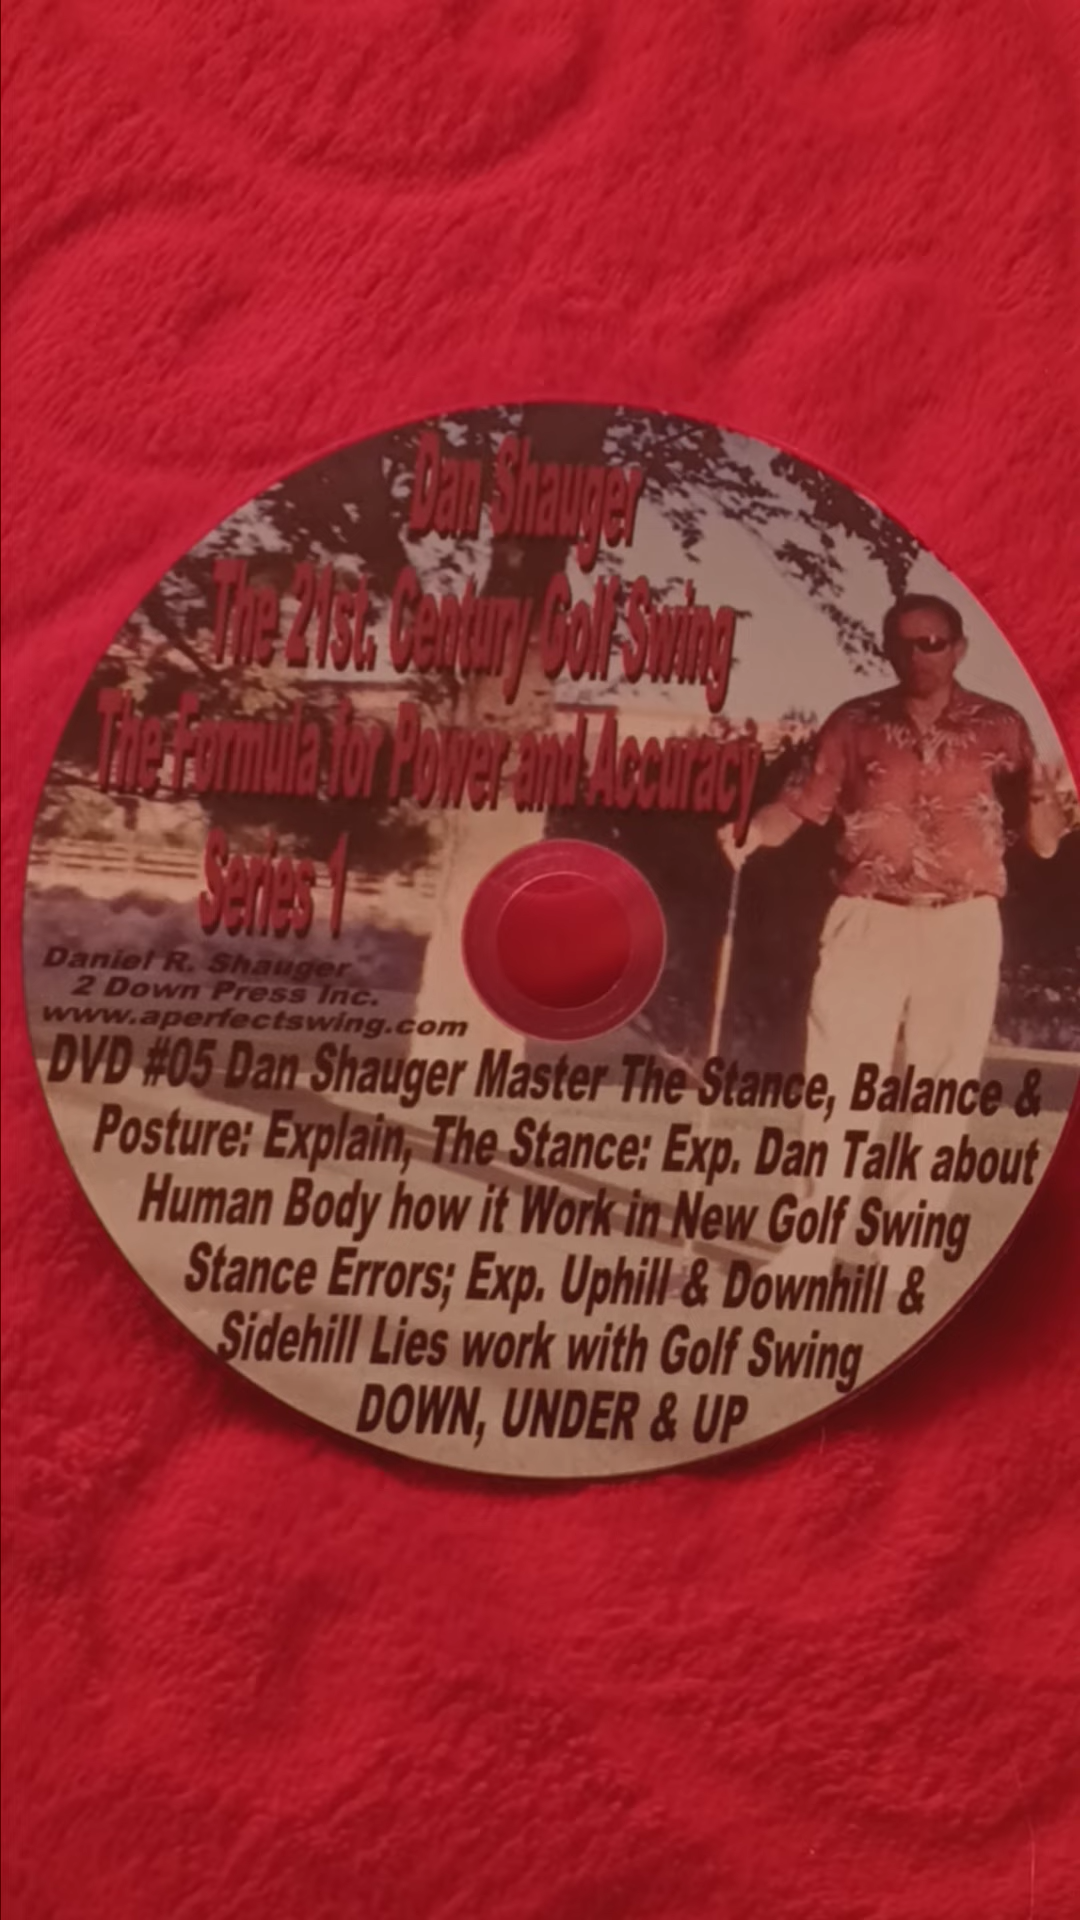 Dan Shauger
The 21st. Century Golf Swing
The Formula for Power and Accuracy
Series 1
Daniel R. Shauger
2 Down Press Inc.
www.aperfectswing.com
DVD #05 Dan Shauger Master The Stance, Balance &
Posture: Explain, The Stance: Exp. Dan Talk about
Human Body how it Work in New Golf Swing
Stance Errors; Exp. Uphill & Downhill &
Sidehill Lies work with Golf Swing
DOWN, UNDER & UP